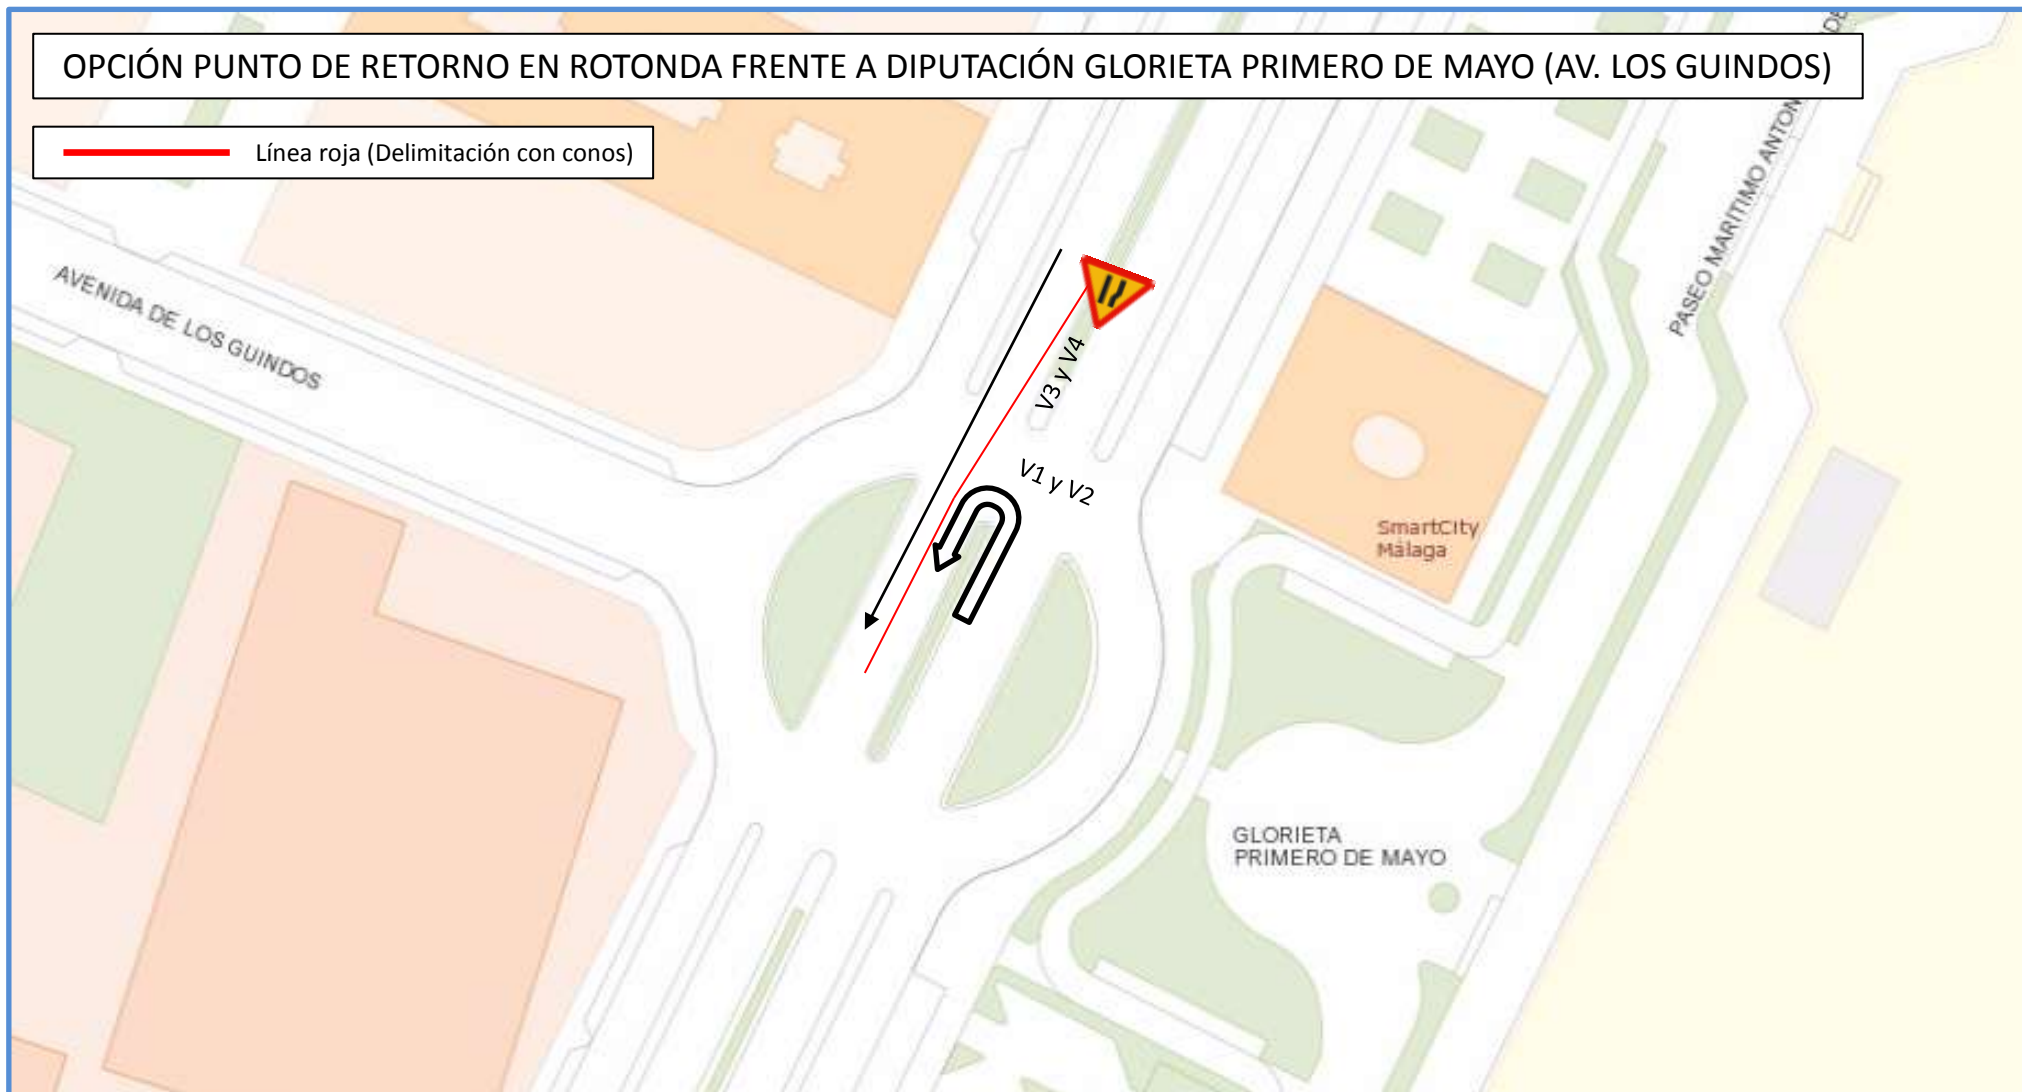 OPCIÓN PUNTO DE RETORNO EN ROTONDA FRENTE A DIPUTACIÓN GLORIETA PRIMERO DE MAYO (AV. LOS GUINDOS)
Línea roja (Delimitación con conos)
AVENIDA DE LOS GUINDOS
PASEO MARITIMO ANTON
DE
V3 y V4
V1 y V2
SmartCity
Málaga
GLORIETA
PRIMERO DE MAYO